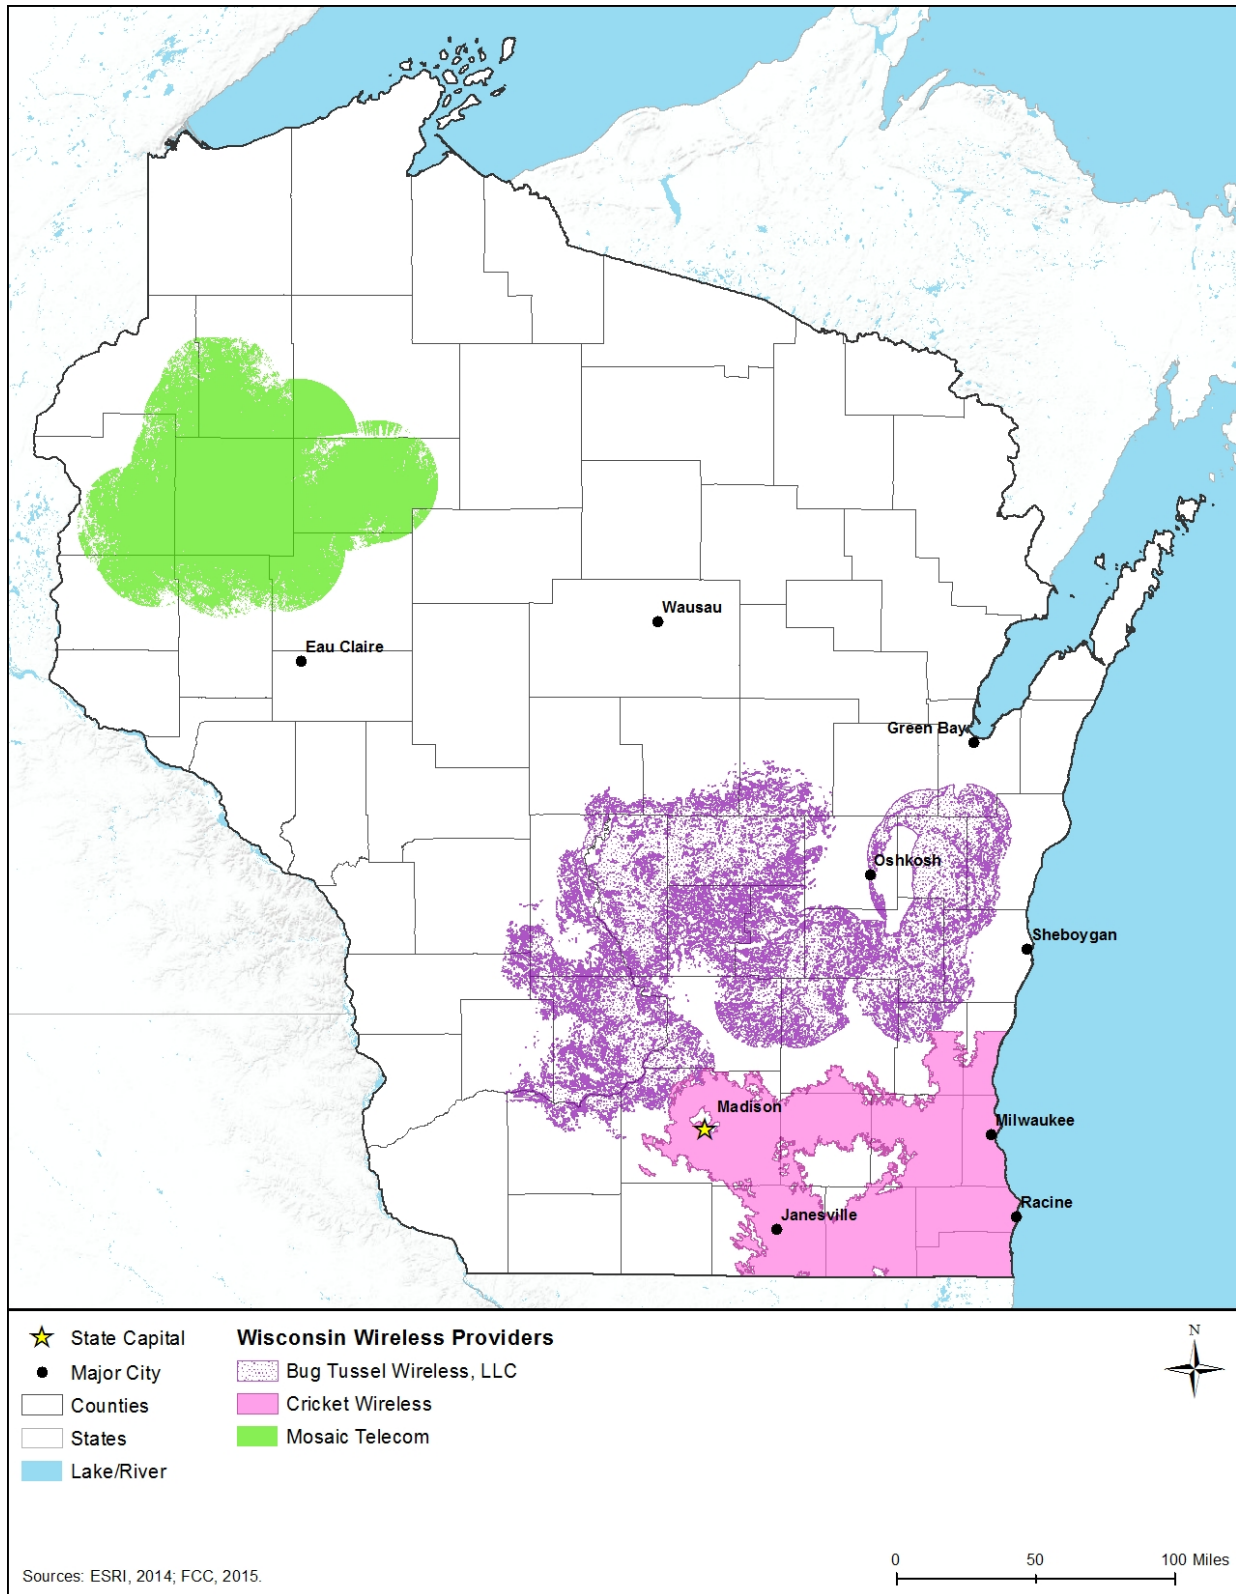 Wausau
Eau Claire
Green Bay
Oshkosh
Sheboygan
Madison
Milwaukee
Racine
Janesville
State Capital
Major City
Counties
States
Lake/River
Wisconsin Wireless Providers
Bug Tussel Wireless, LLC
Cricket Wireless
Mosaic Telecom
N
0 50 100 Miles
Sources: ESRI, 2014; FCC, 2015.